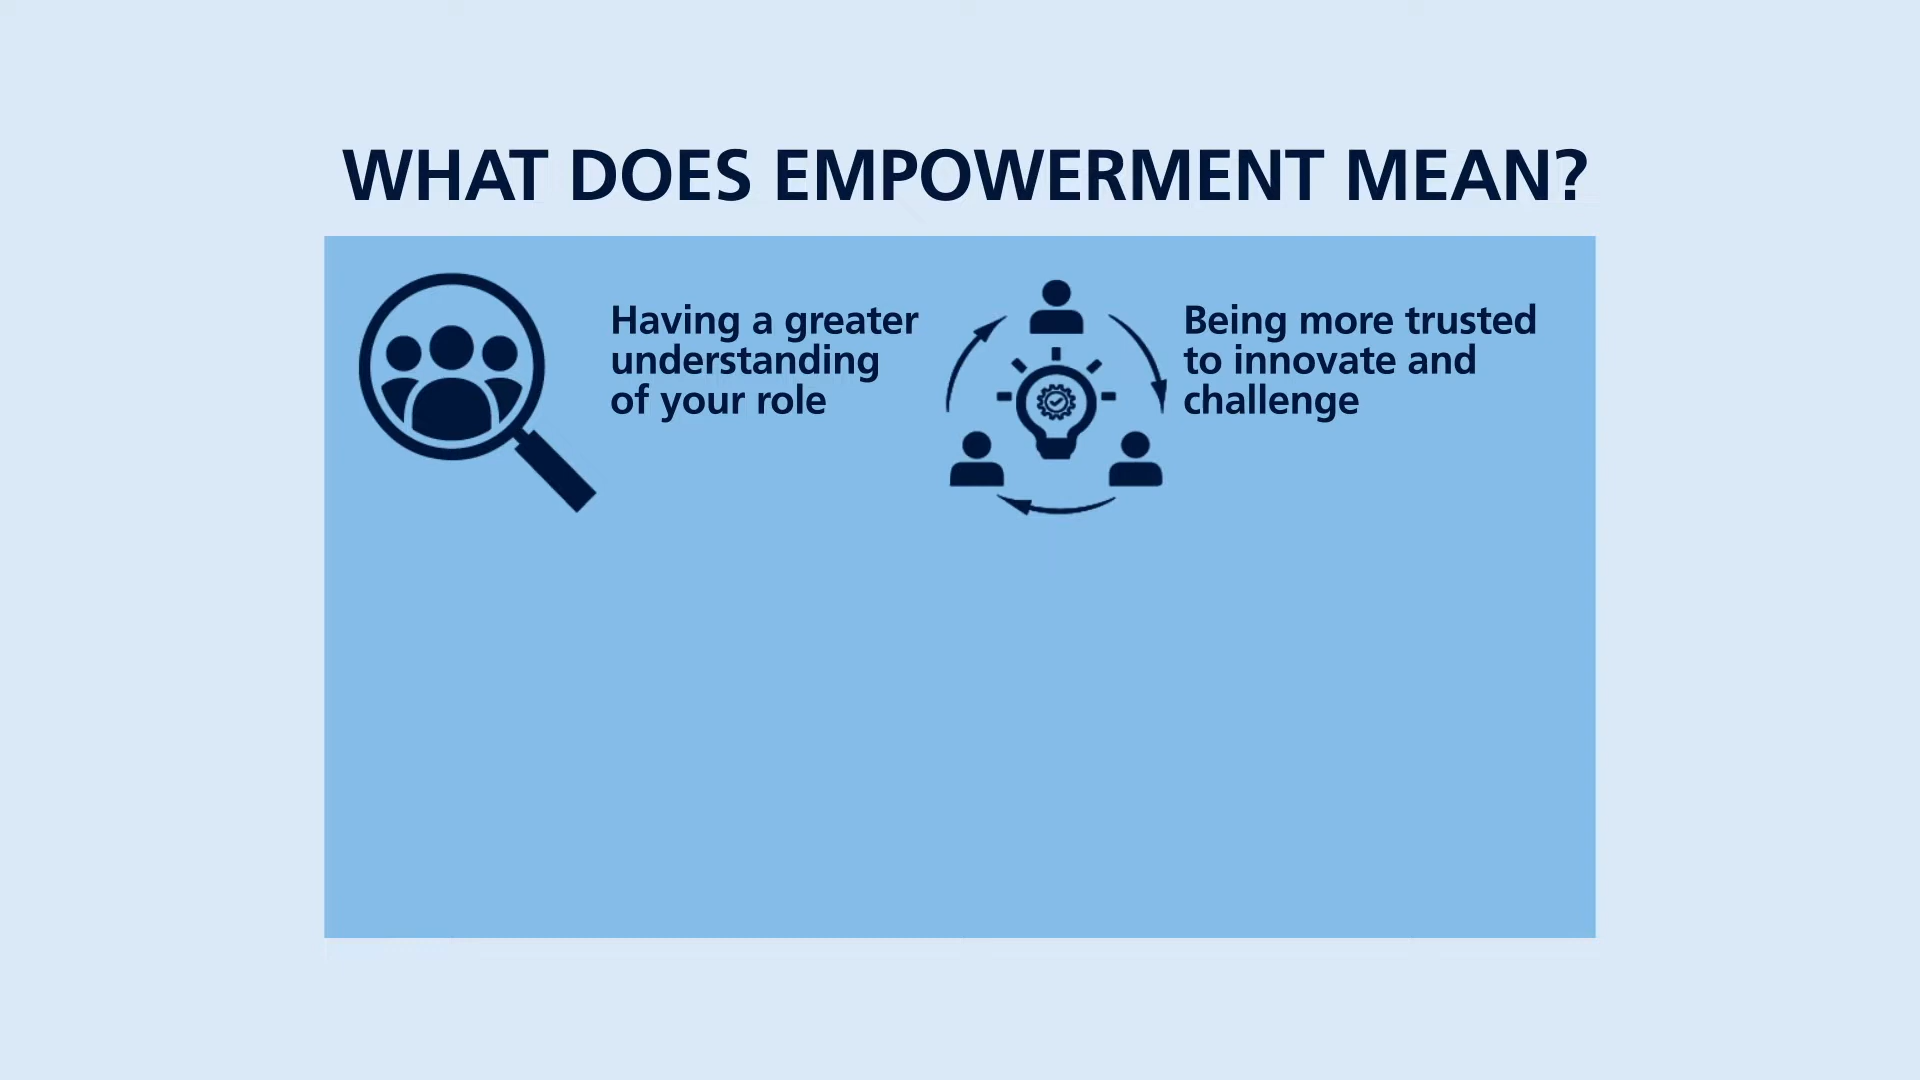 WHAT DOES EMPOWERMENT MEAN?
Having a greater
understanding
of your role
Being more trusted
to innovate and
challenge